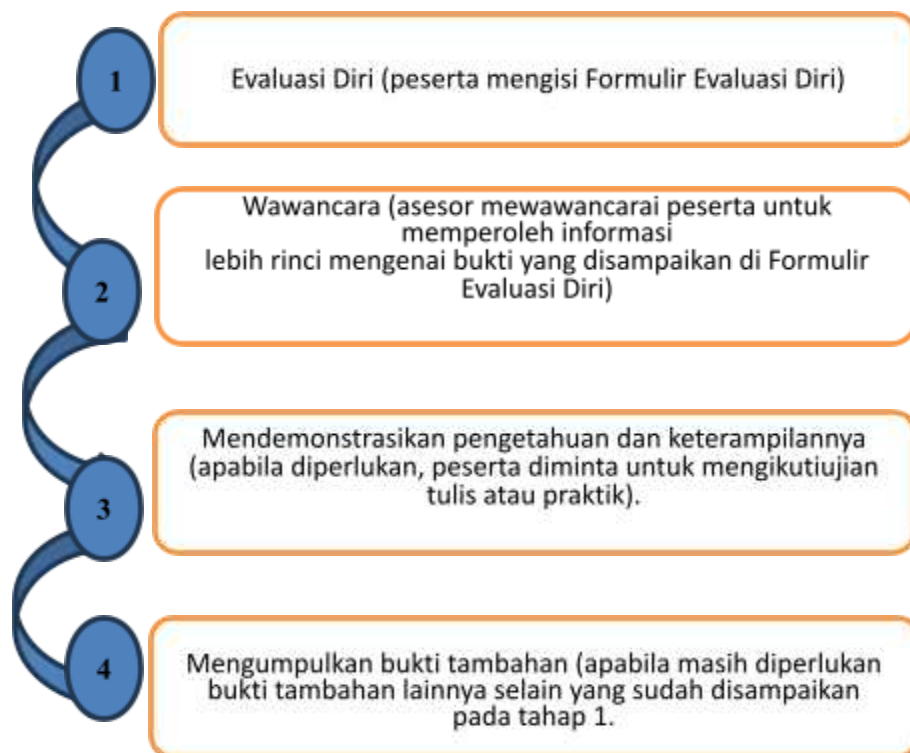 1
Evaluasi Diri (peserta mengisi Formulir Evaluasi Diri)
2
Wawancara (asesor mewawancarai peserta untuk
memperoleh informasi
lebih rinci mengenai bukti yang disampaikan di Formulir
Evaluasi Diri)
3
Mendemonstrasikan pengetahuan dan keterampilannya
(apabila diperlukan, peserta diminta untuk mengikutiujian
tulis atau praktik).
4
Mengumpulkan bukti tambahan (apabila masih diperlukan
bukti tambahan lainnya selain yang sudah disampaikan
pada tahap 1.